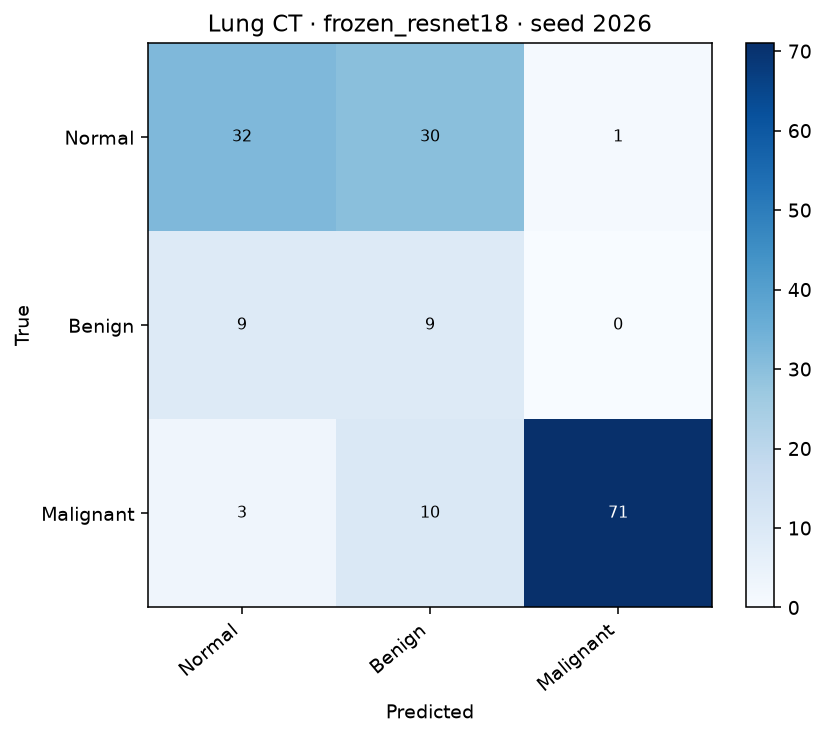 Lung CT · frozen_resnet18 · seed 2026
True
Normal 32 30 1
Benign 9 9 0
Malignant 3 10 71
Normal Benign Malignant
Predicted
70
60
50
40
30
20
10
0